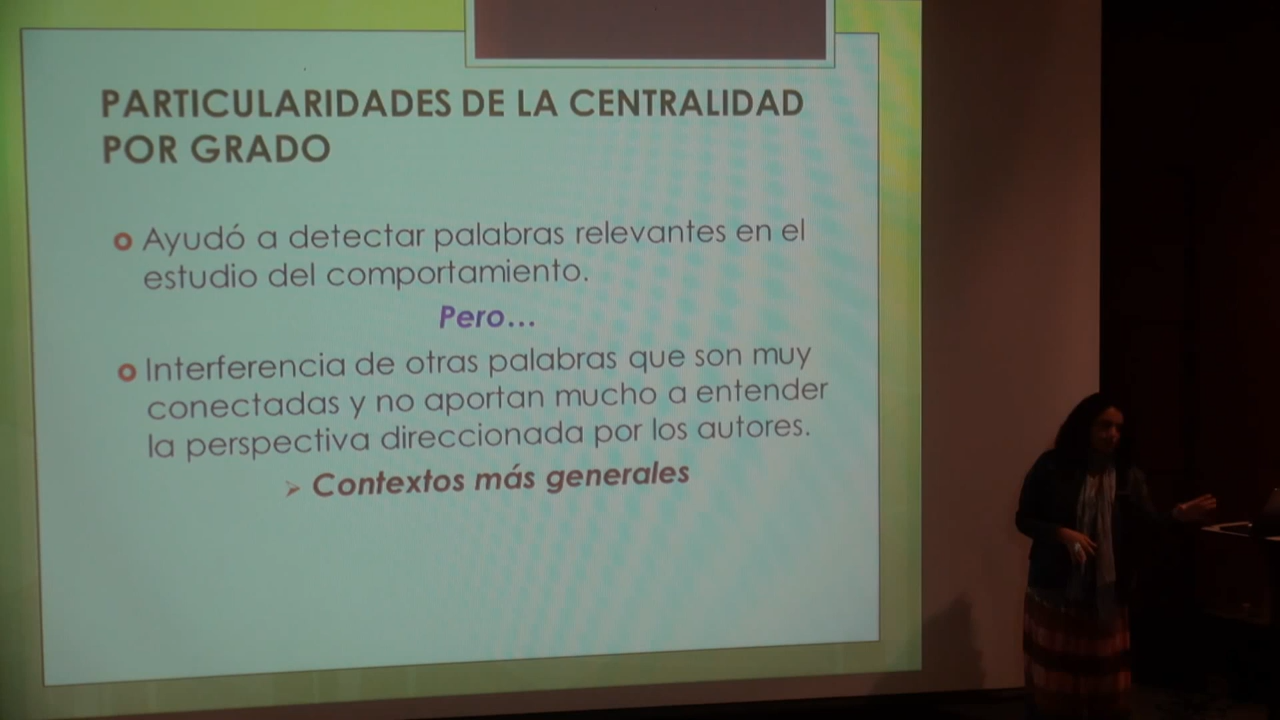 PARTICULARIDADES DE LA CENTRALIDAD
POR GRADO
Ayudó a detectar palabras relevantes en el
estudio del comportamiento.
Pero...
Interferencia de otras palabras que son muy
conectadas y no aportan mucho a entender
la perspectiva direccionada por los autores.
Contextos más generales